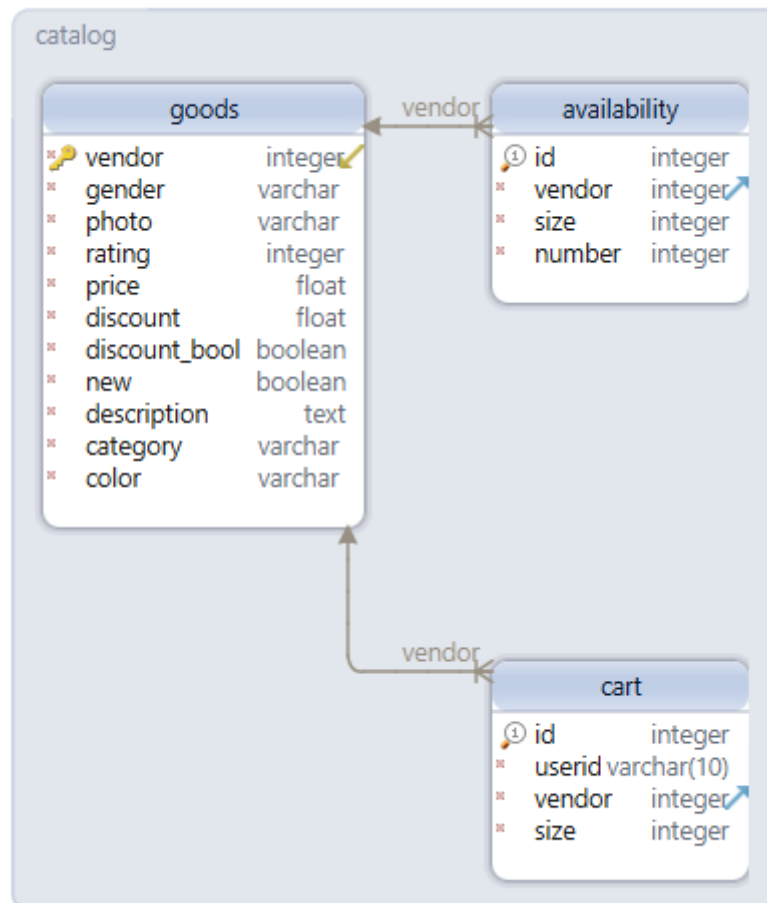 catalog
goods
vendor integer
gender varchar
photo varchar
rating integer
price float
discount float
discount_bool boolean
new boolean
description text
category varchar
color varchar
vendor
availability
1 id integer
vendor integer
size integer
number integer
vendor
cart
1 id integer
userid varchar(10)
vendor integer
size integer